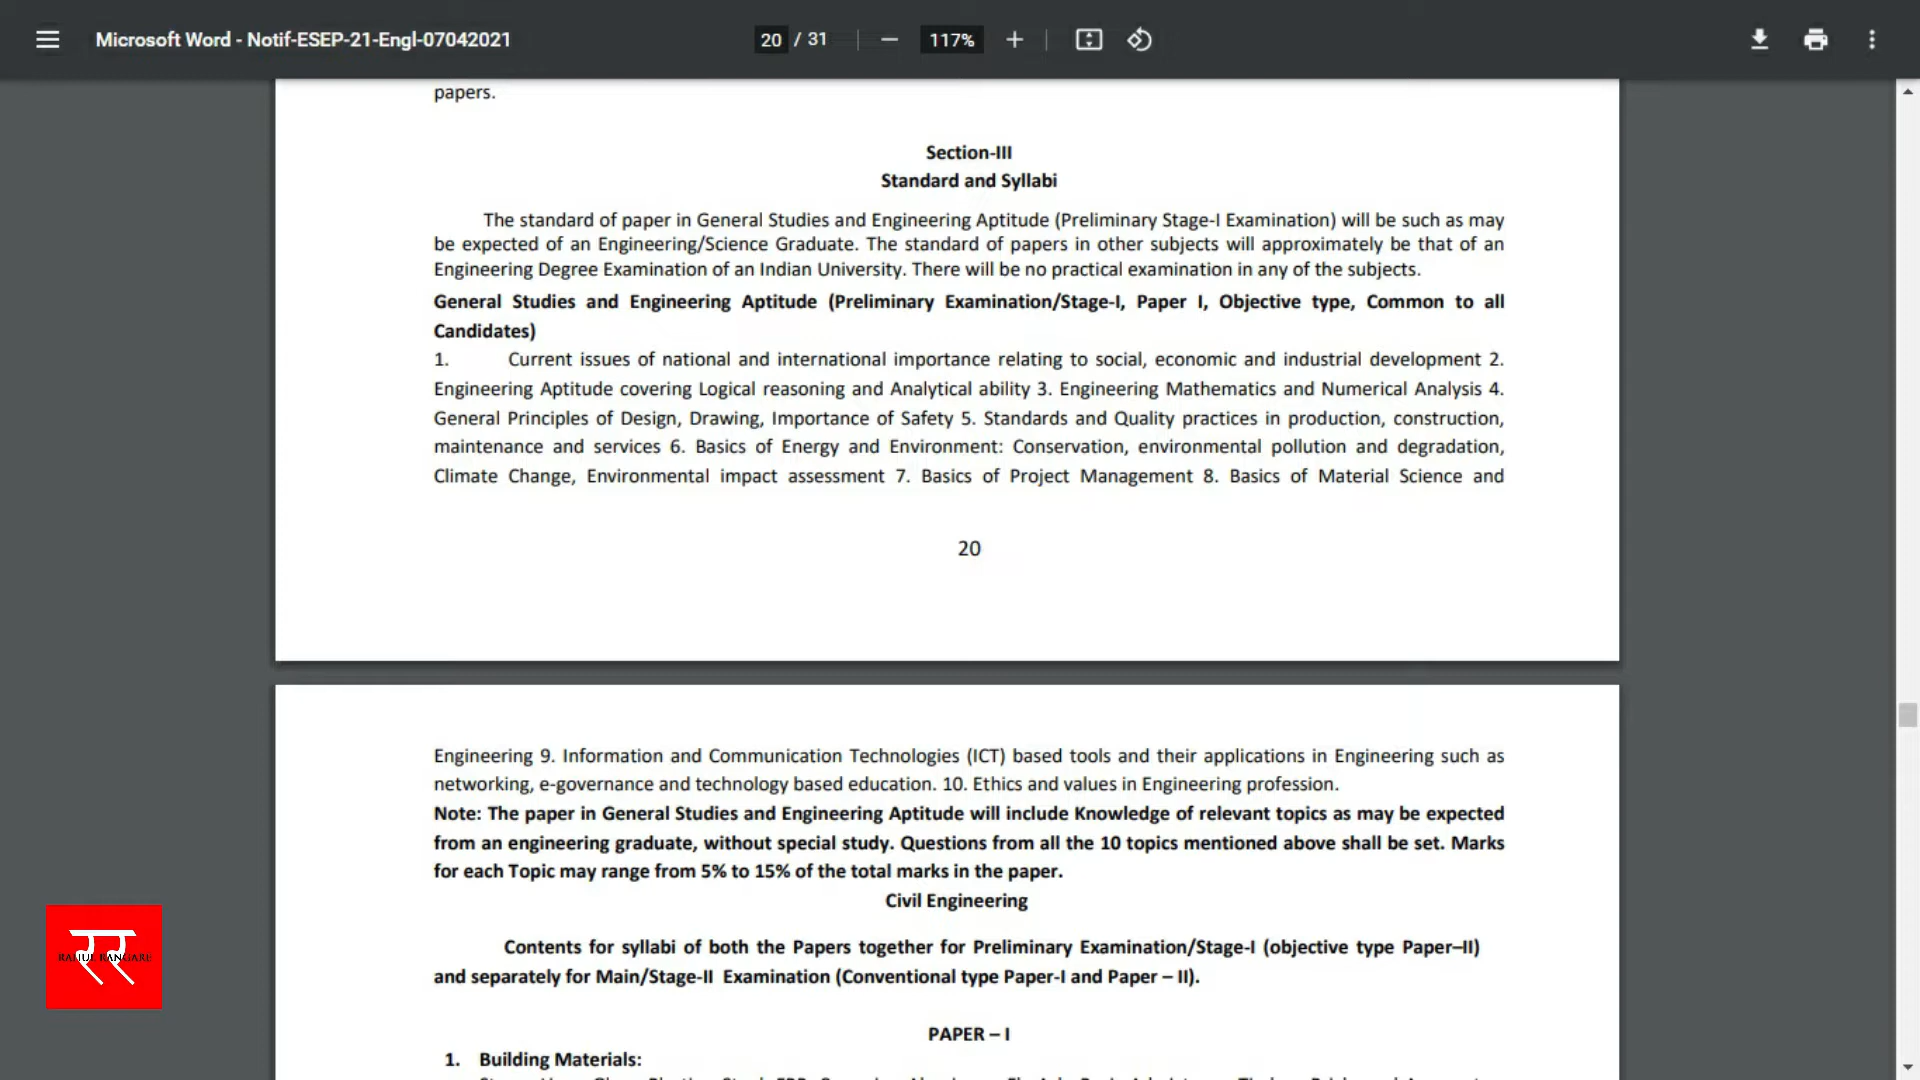 Microsoft Word - Notif-ESEP-21-Engl-07042021
20 / 31
117%
papers.
Section-III
Standard and Syllabi
The standard of paper in General Studies and Engineering Aptitude (Preliminary Stage-I Examination) will be such as may
be expected of an Engineering/Science Graduate. The standard of papers in other subjects will approximately be that of an
Engineering Degree Examination of an Indian University. There will be no practical examination in any of the subjects.
General Studies and Engineering Aptitude (Preliminary Examination/Stage-I, Paper I, Objective type, Common to all
Candidates)
1. Current issues of national and international importance relating to social, economic and industrial development 2.
Engineering Aptitude covering Logical reasoning and Analytical ability 3. Engineering Mathematics and Numerical Analysis 4.
General Principles of Design, Drawing, Importance of Safety 5. Standards and Quality practices in production, construction,
maintenance and services 6. Basics of Energy and Environment: Conservation, environmental pollution and degradation,
Climate Change, Environmental impact assessment 7. Basics of Project Management 8. Basics of Material Science and
20
Engineering 9. Information and Communication Technologies (ICT) based tools and their applications in Engineering such as
networking, e-governance and technology based education. 10. Ethics and values in Engineering profession.
Note: The paper in General Studies and Engineering Aptitude will include Knowledge of relevant topics as may be expected
from an engineering graduate, without special study. Questions from all the 10 topics mentioned above shall be set. Marks
for each Topic may range from 5% to 15% of the total marks in the paper.
Civil Engineering
Contents for syllabi of both the Papers together for Preliminary Examination/Stage-I (objective type Paper–II)
and separately for Main/Stage-II Examination (Conventional type Paper-I and Paper – II).
PAPER – I
1. Building Materials:
रर
RAHUL RANGARE